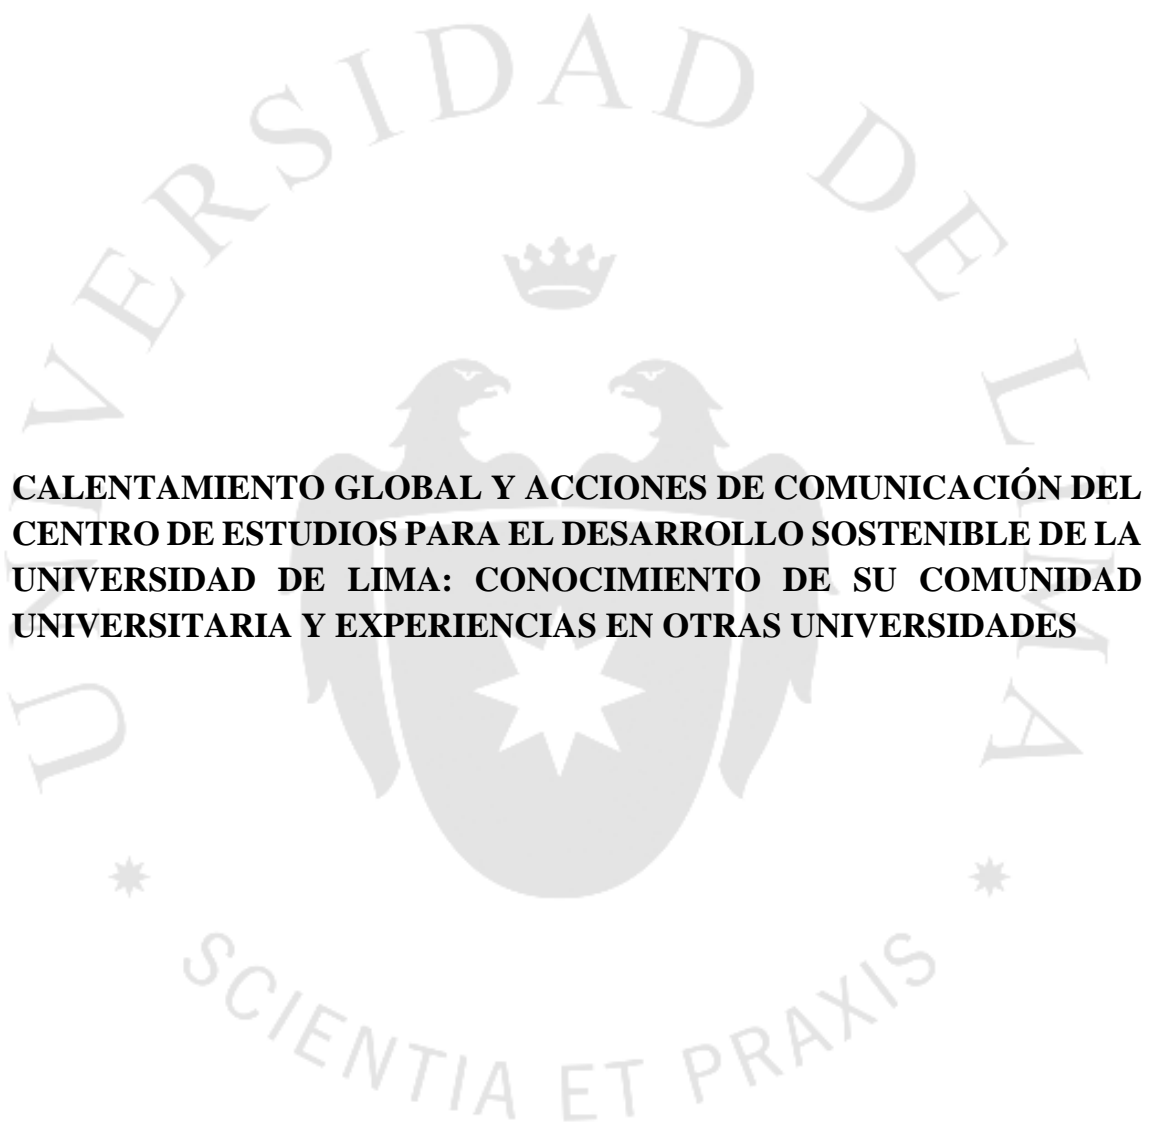 UNIVERSIDAD DE LIMA
CALENTAMIENTO GLOBAL Y ACCIONES DE COMUNICACIÓN DEL
CENTRO DE ESTUDIOS PARA EL DESARROLLO SOSTENIBLE DE LA
UNIVERSIDAD DE LIMA: CONOCIMIENTO DE SU COMUNIDAD
UNIVERSITARIA Y EXPERIENCIAS EN OTRAS UNIVERSIDADES
SCIENTIA ET PRAXIS